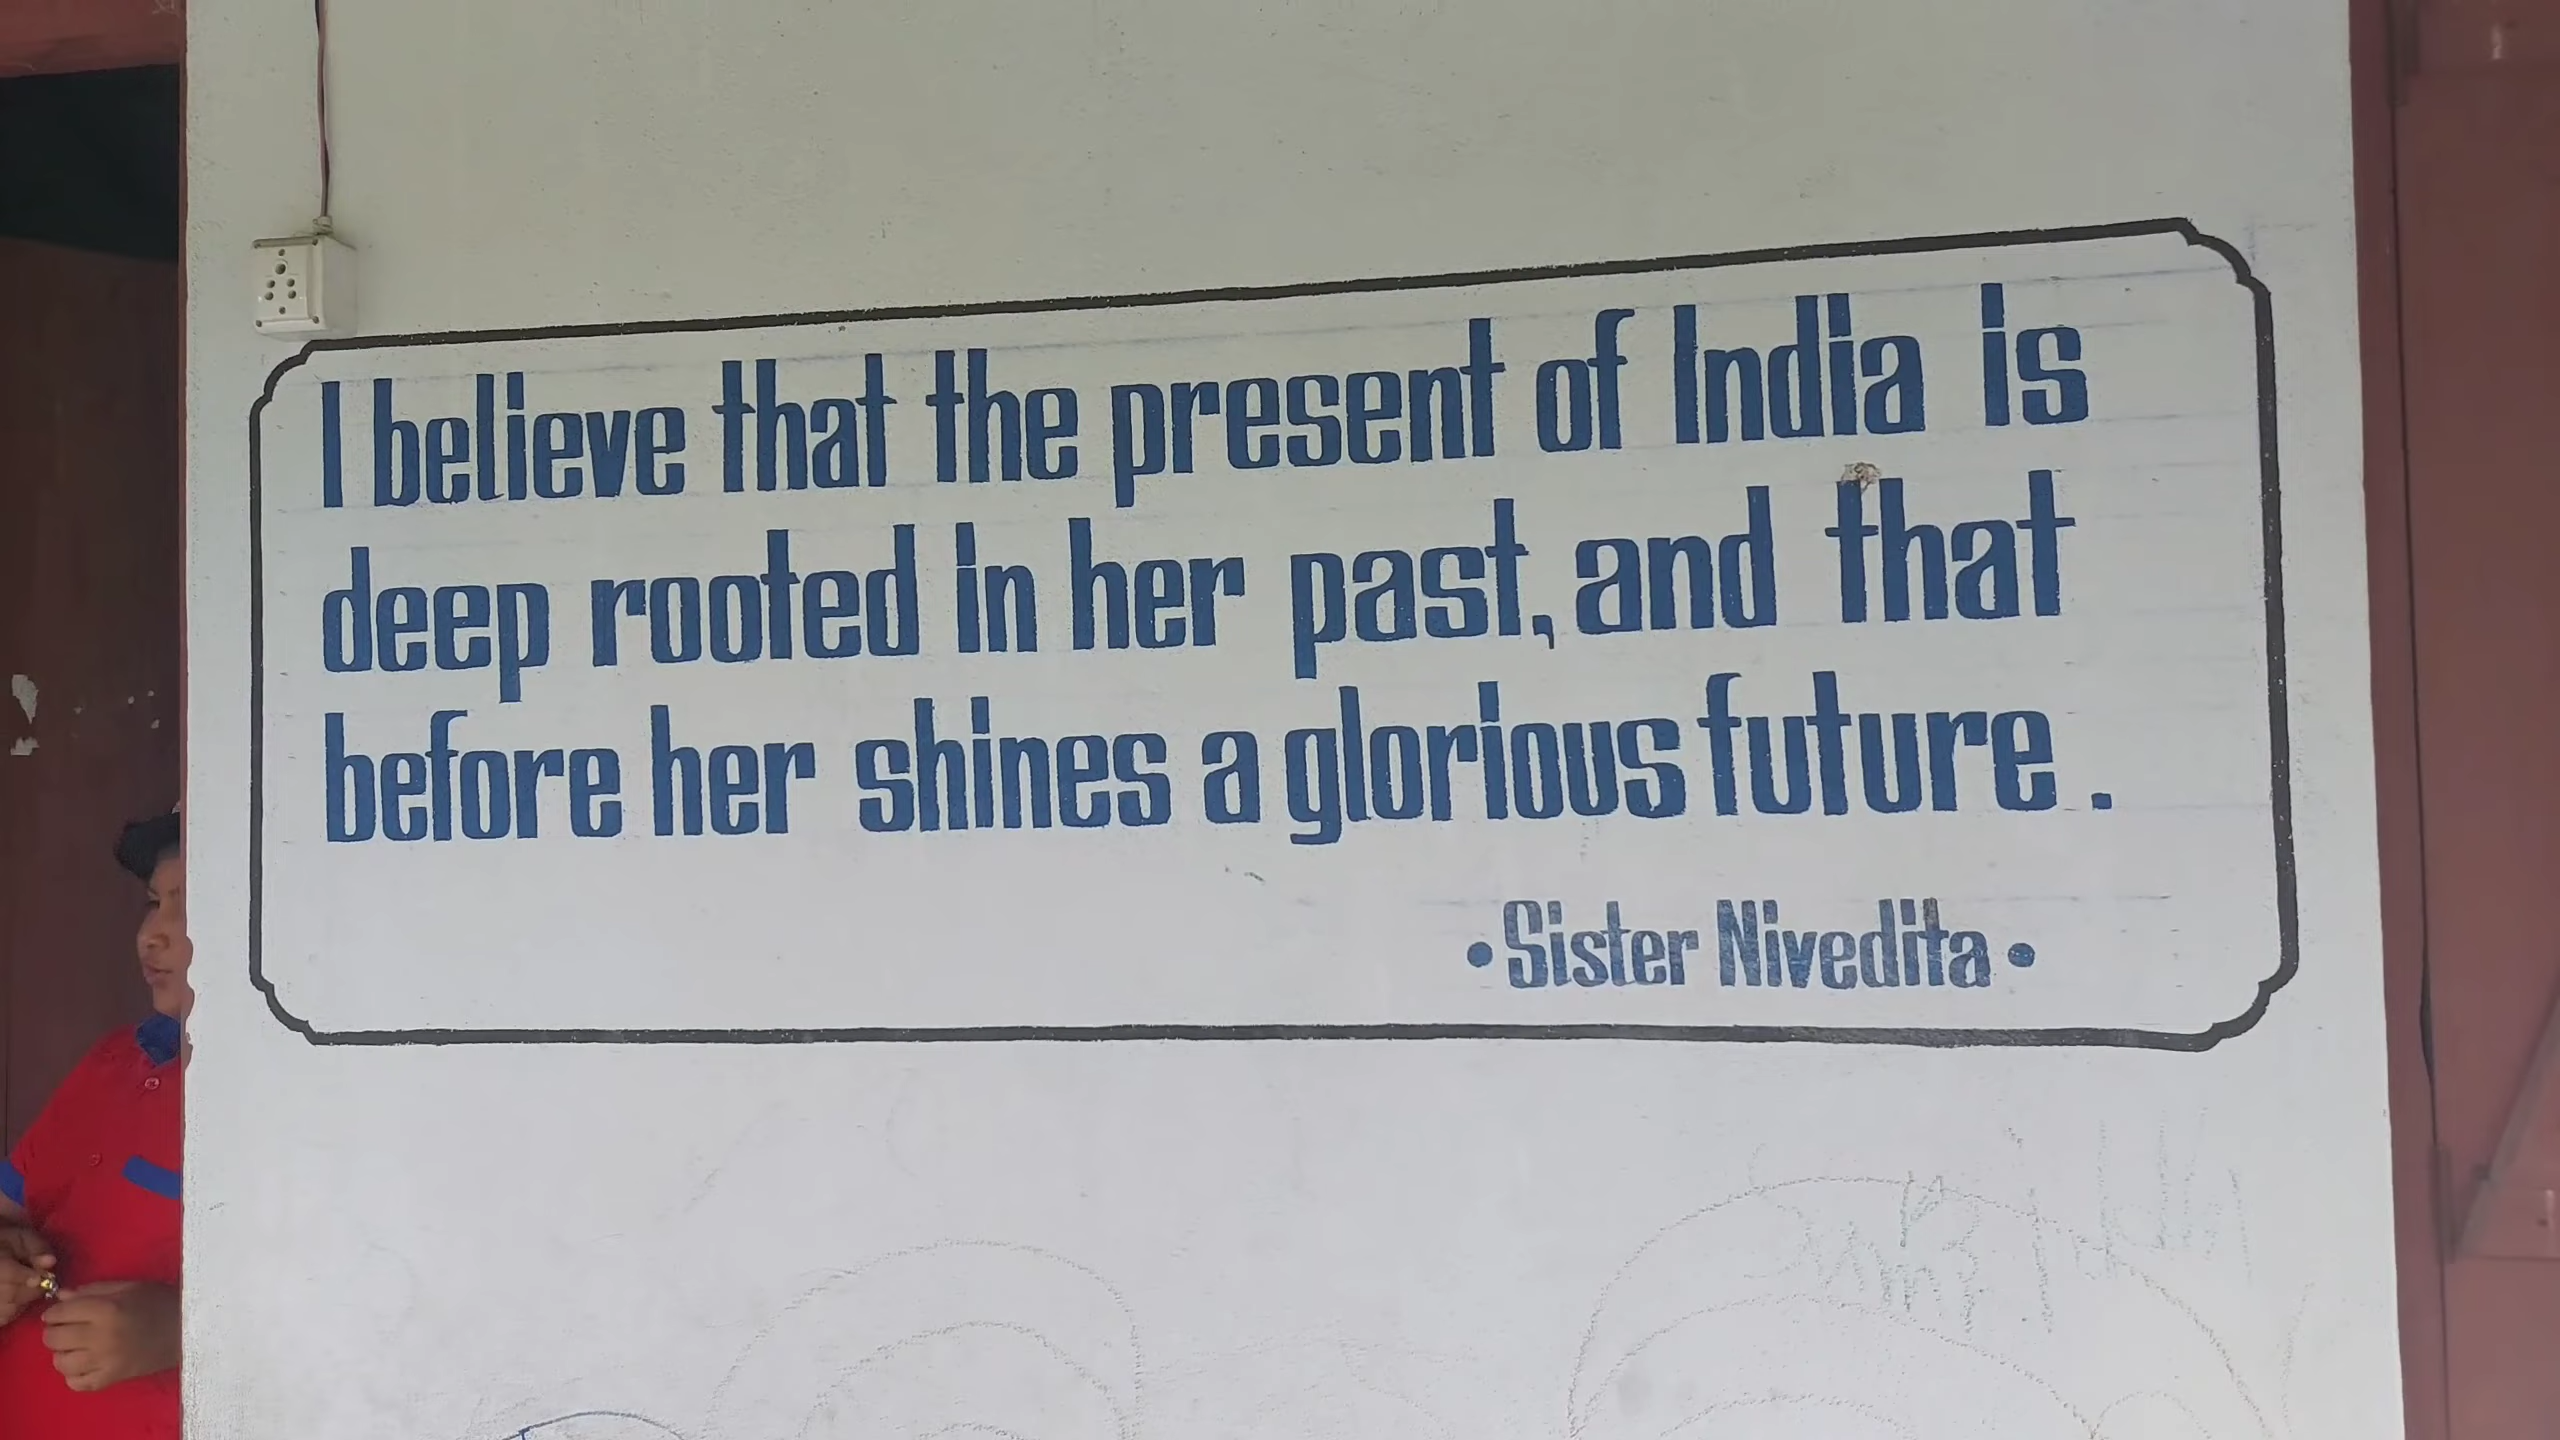 I believe that the present of India is
deep rooted in her past, and that
before her shines a glorious future.
• Sister Nivedita •